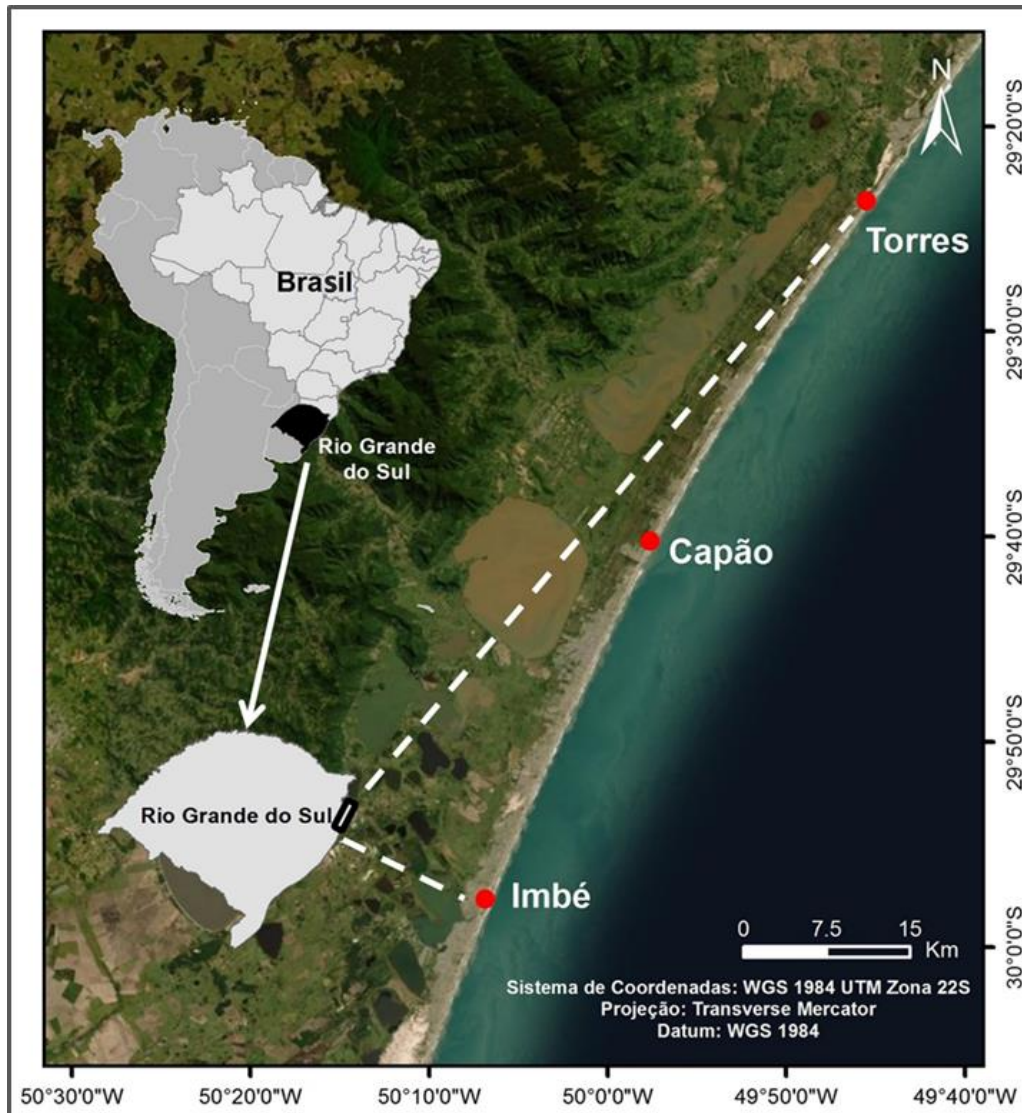 N
Brasil
Rio Grande
do Sul
Rio Grande do Sul
Torres
Capão
Imbé
0 7.5 15
Km
Sistema de Coordenadas: WGS 1984 UTM Zona 22S
Projeção: Transverse Mercator
Datum: WGS 1984
29°20'0"S
29°30'0"S
29°40'0"S
29°50'0"S
30°0'0"S
50°30'0"W 50°20'0"W 50°10'0"W 50°0'0"W 49°50'0"W 49°40'0"W